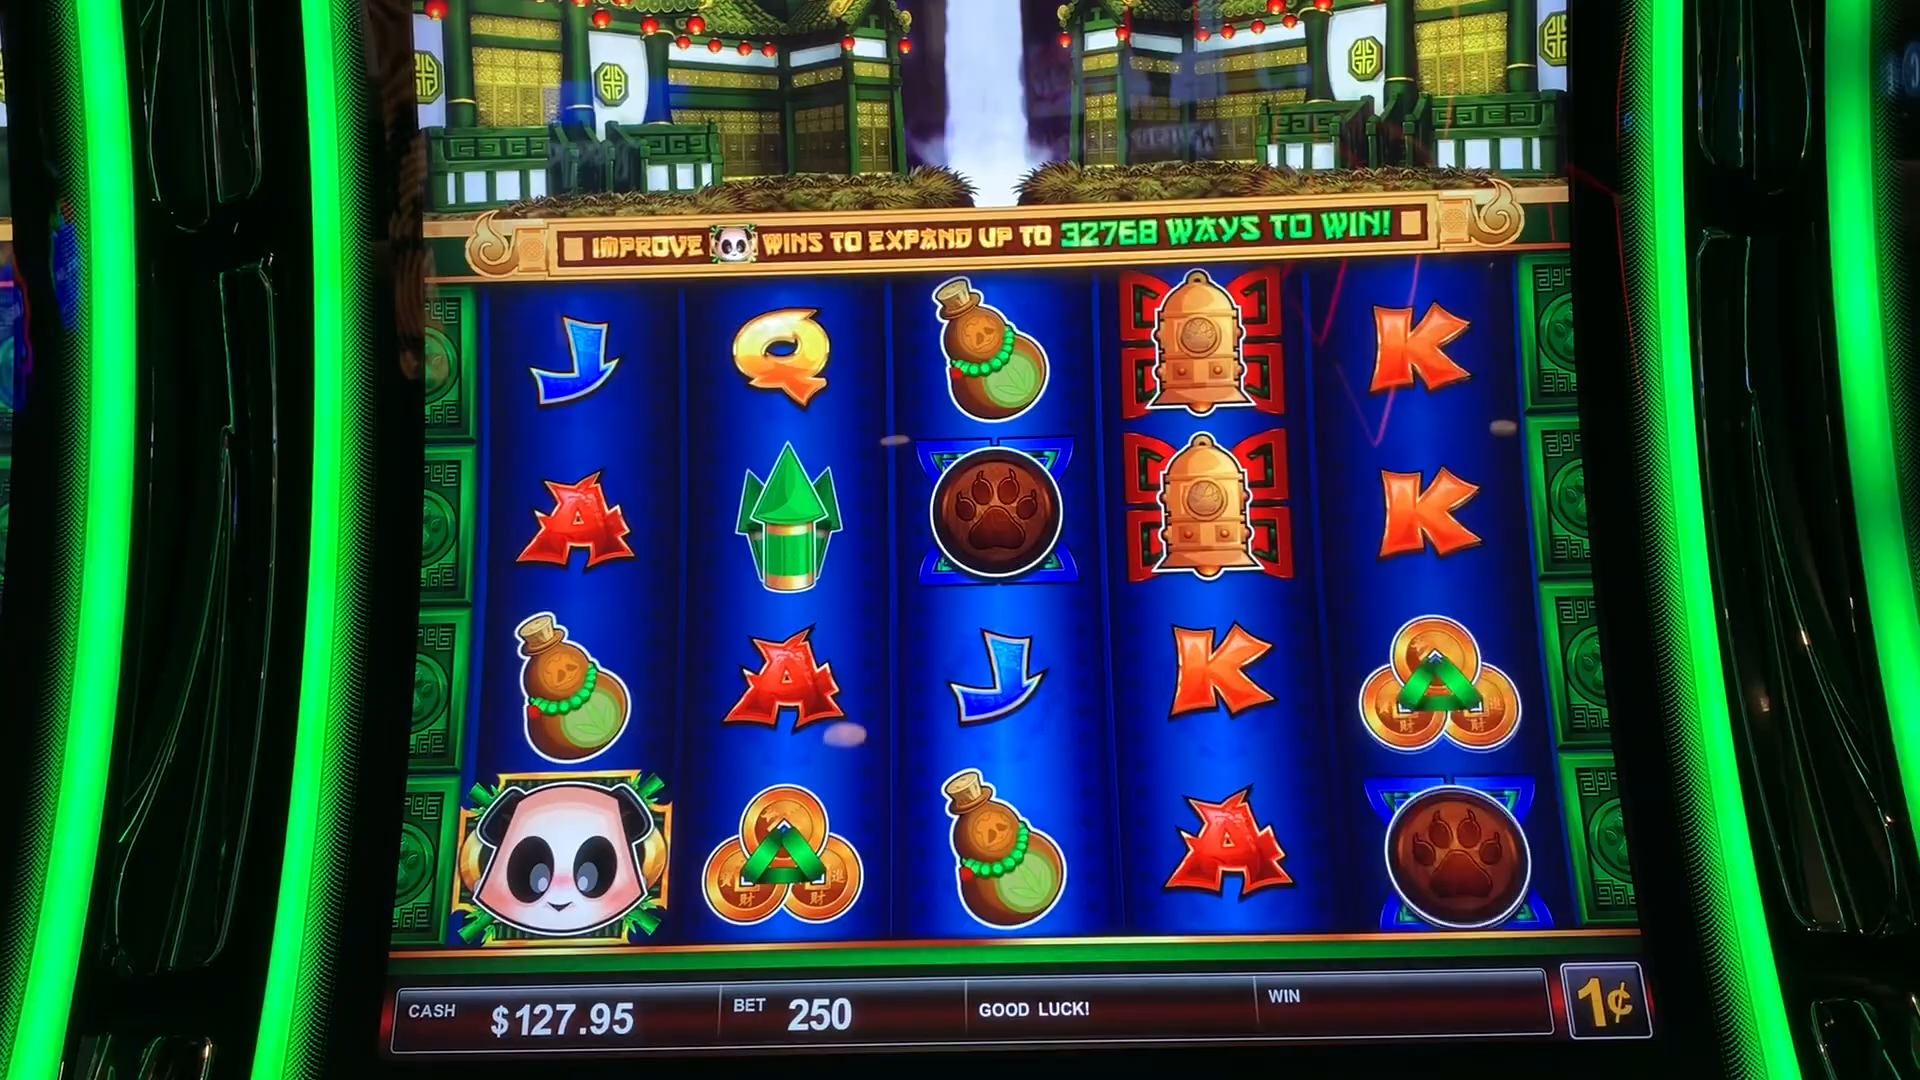 IMPROVE WINS TO EXPAND UP TO 32768 WAYS TO WIN!
J Q K
K
A
A J K
A
CASH $127.95 BET 250 GOOD LUCK! WIN 1¢